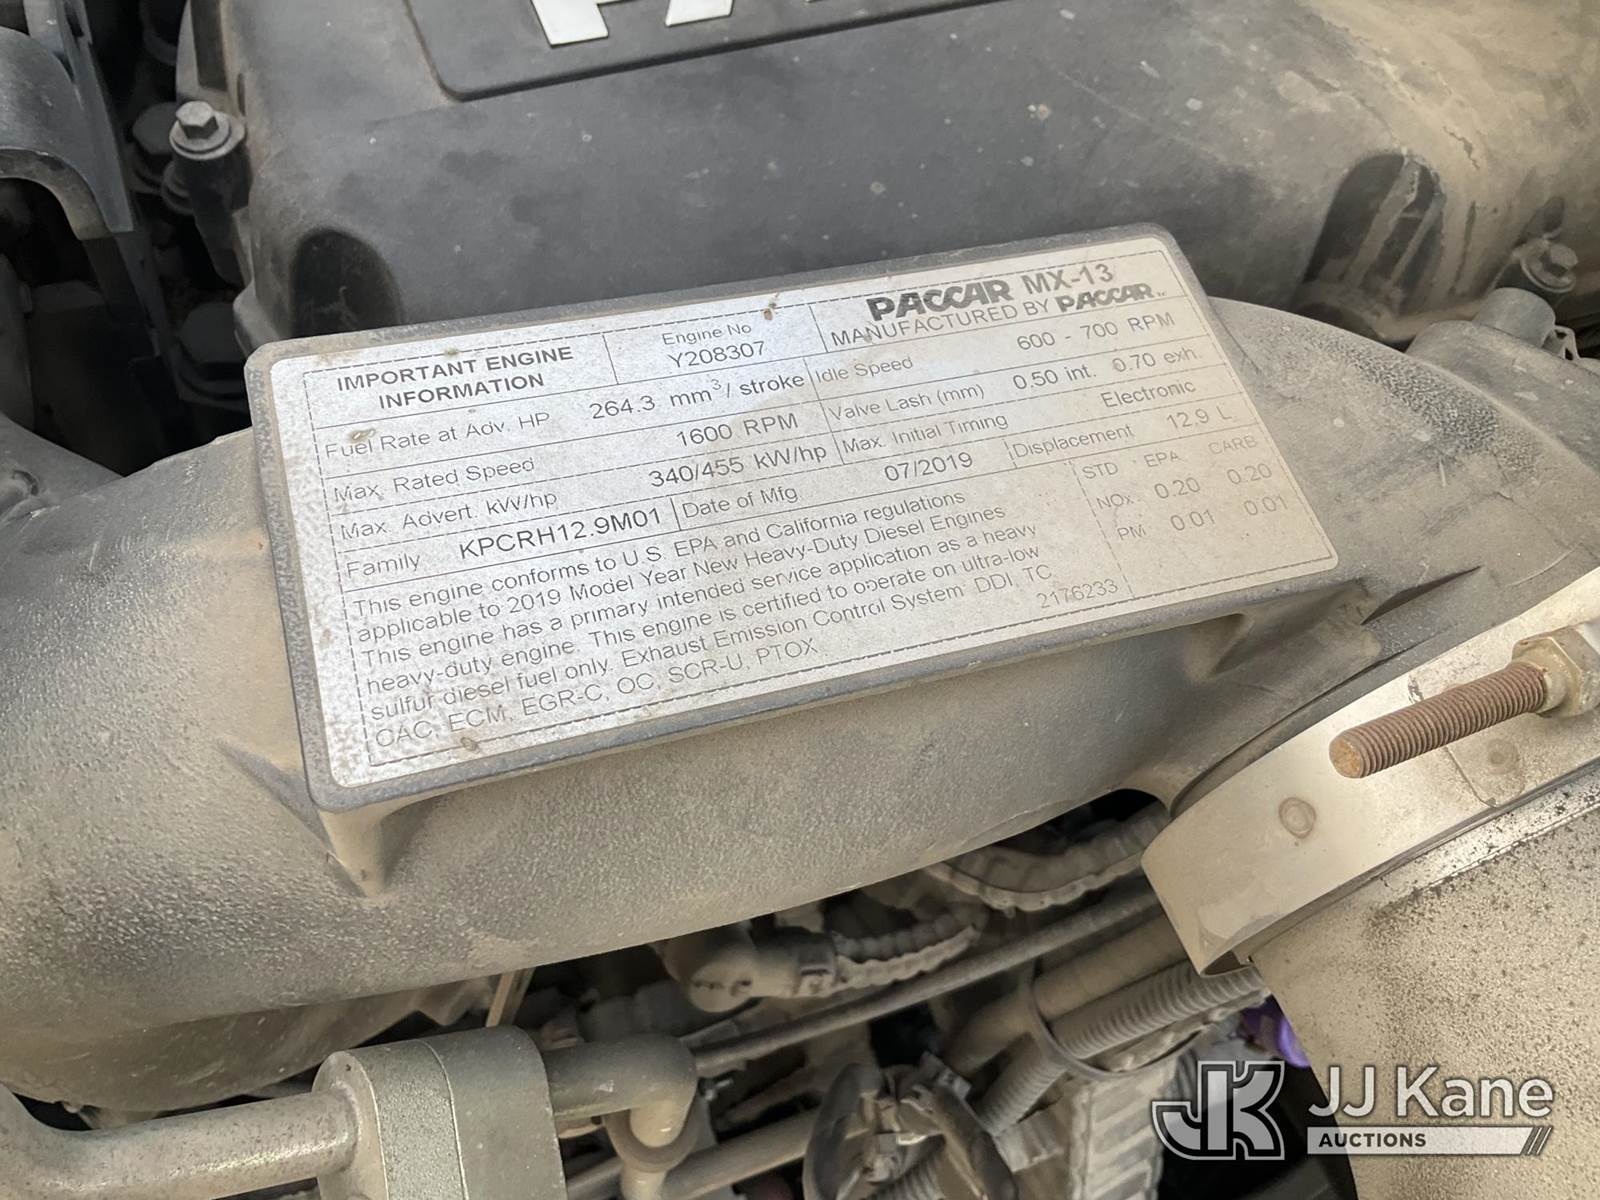 IMPORTANT ENGINE
INFORMATION
Engine No
Y208307
PACCAR MX-13
MANUFACTURED BY PACCAR
Fuel Rate at Adv. HP 264.3 mm³/ stroke
Idle Speed 600 - 700 RPM
Max. Rated Speed 1600 RPM
Valve Lash (mm) 0.50 int. 0.70 exh.
Max. Advert. kW/hp 340/455 kW/hp
Max. Initial Timing Electronic
Family KPCRH12.9M01
Date of Mfg 07/2019
Displacement 12.9 L
This engine conforms to U.S. EPA and California regulations
applicable to 2019 Model Year New Heavy-Duty Diesel Engines
This engine has a primary intended service application as a heavy
heavy-duty engine. This engine is certified to operate on ultra-low
sulfur diesel fuel only. Exhaust Emission Control System DDI, TC,
CAC, ECM, EGR-C, OC, SCR-U, PTOX
2176233
STD EPA CARB
NOx 0.20 0.20
PM 0.01 0.01
JK JJ Kane
AUCTIONS